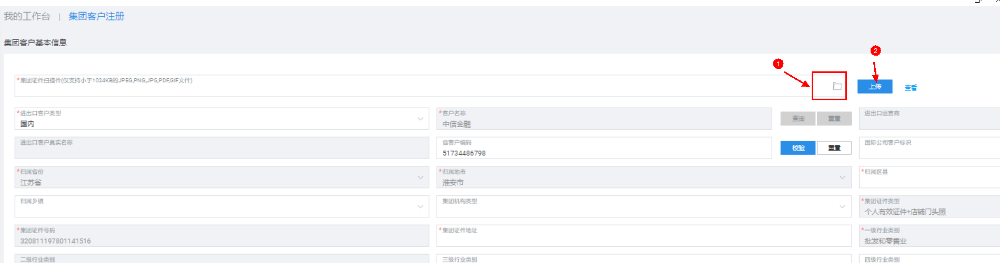 我的工作台 | 集团客户注册
集团客户基本信息
2
1
*集团证件扫描件(仅支持小于1024KB的JPEG,PNG,JPG,PDF,GIF文件)
上传 查看
*进出口客户类型 *客户名称 进出口运营商
国内 中信金融 查询 重置
进出口客户真实名称 省客户编码 国际公司客户标识
51734486798 校验 重置
*归属省份 *归属地市 *归属区县
江苏省 淮安市
归属乡镇 集团机构类型 *集团证件类型
个人有效证件+店铺门头照
*集团证件号码 *集团证件地址 *一级行业类别
320811197801141516 批发和零售业
二级行业类别 三级行业类别 四级行业类别